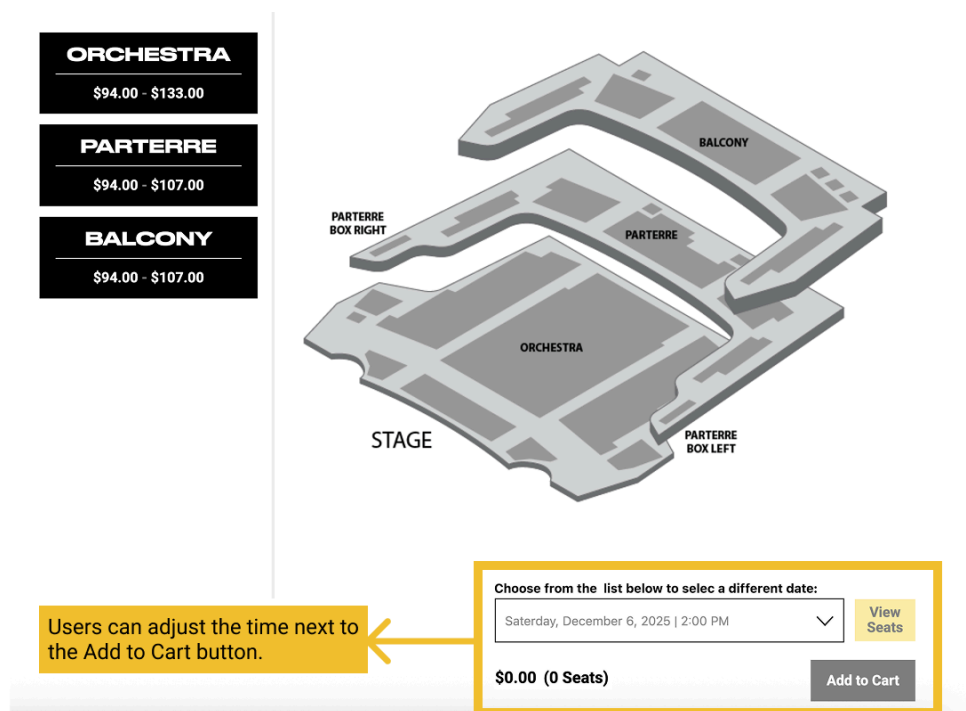 ORCHESTRA
$94.00 - $133.00
PARTERRE
$94.00 - $107.00
BALCONY
$94.00 - $107.00
BALCONY
PARTERRE
BOX RIGHT
PARTERRE
ORCHESTRA
STAGE
PARTERRE
BOX LEFT
Users can adjust the time next to
the Add to Cart button.
Choose from the list below to selec a different date:
Saterday, December 6, 2025 | 2:00 PM
View
Seats
$0.00 (0 Seats)
Add to Cart